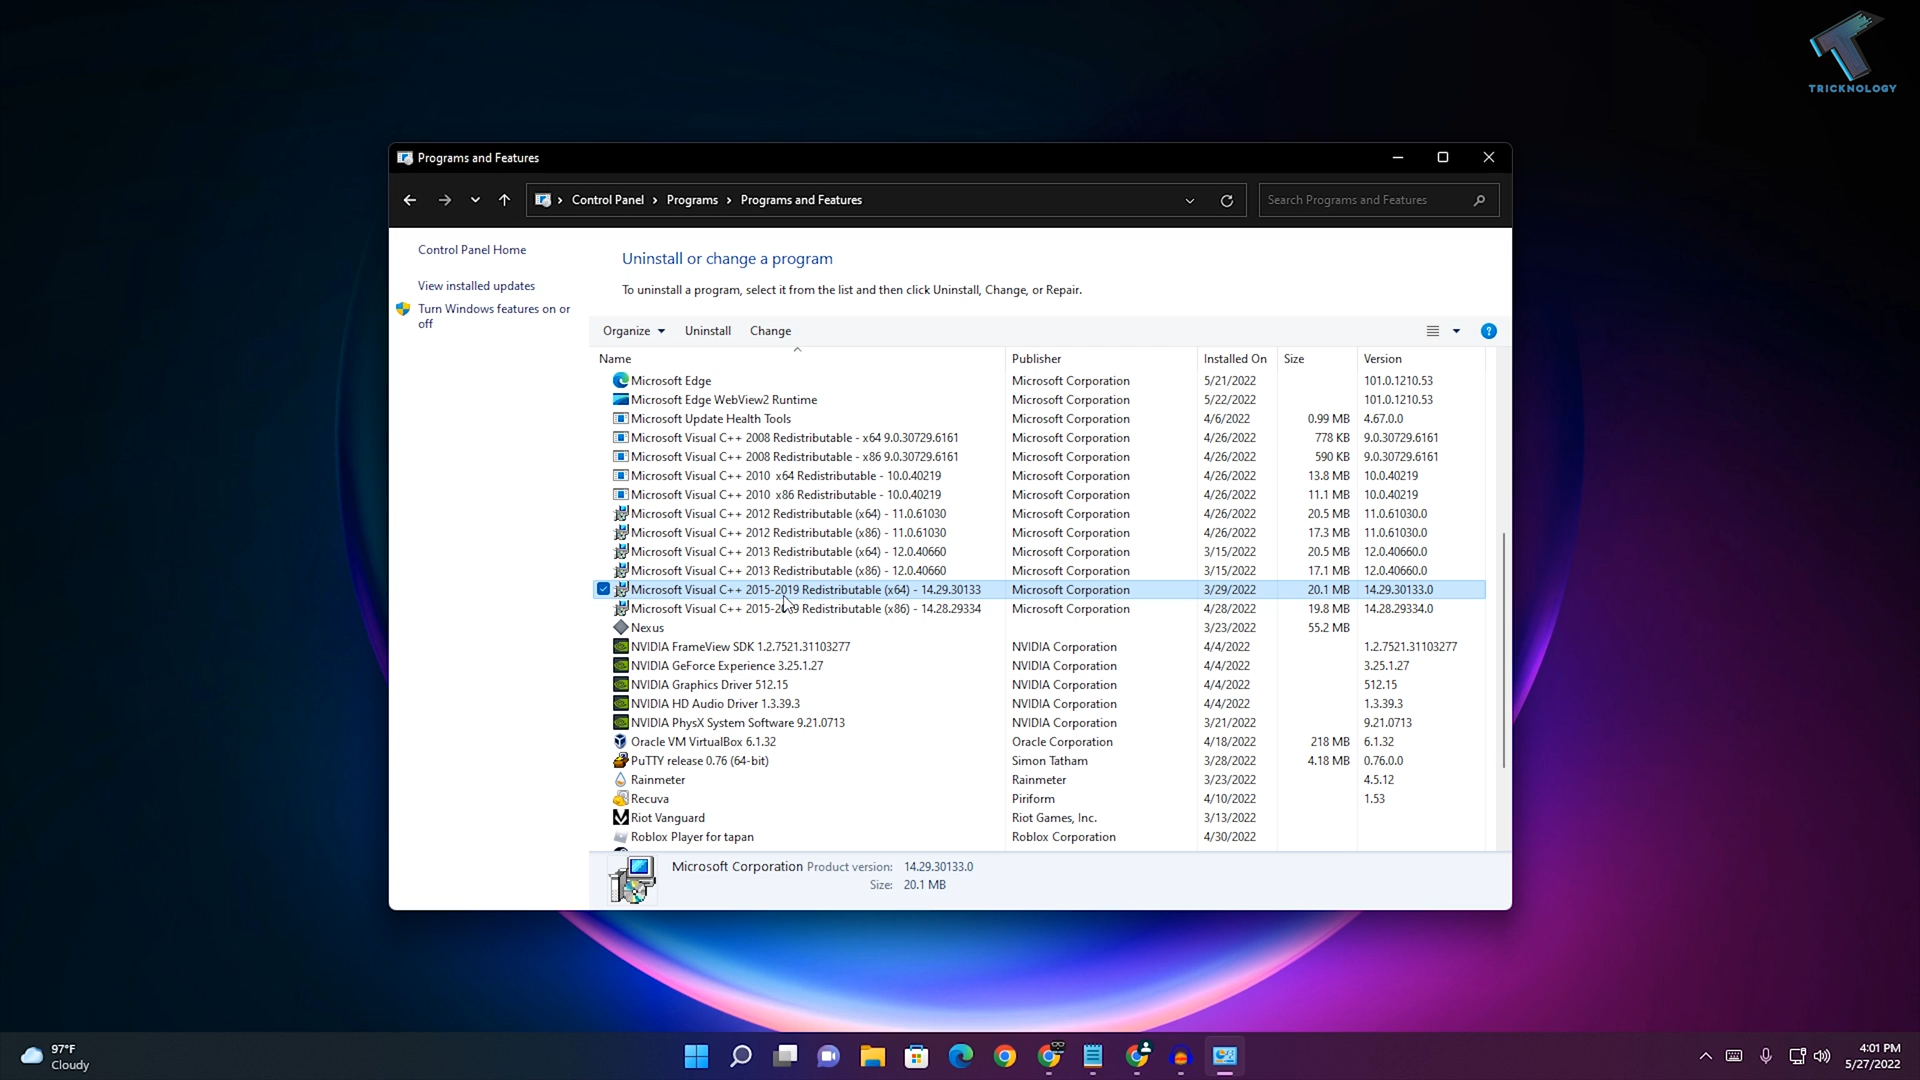 TRICKNOLOGY
Programs and Features
Control Panel > Programs > Programs and Features
Search Programs and Features
Control Panel Home
View installed updates
Turn Windows features on or
off
Uninstall or change a program
To uninstall a program, select it from the list and then click Uninstall, Change, or Repair.
Organize Uninstall Change
Name Publisher Installed On Size Version
Microsoft Edge Microsoft Corporation 5/21/2022 101.0.1210.53
Microsoft Edge WebView2 Runtime Microsoft Corporation 5/22/2022 101.0.1210.53
Microsoft Update Health Tools Microsoft Corporation 4/6/2022 0.99 MB 4.67.0.0
Microsoft Visual C++ 2008 Redistributable - x64 9.0.30729.6161 Microsoft Corporation 4/26/2022 778 KB 9.0.30729.6161
Microsoft Visual C++ 2008 Redistributable - x86 9.0.30729.6161 Microsoft Corporation 4/26/2022 590 KB 9.0.30729.6161
Microsoft Visual C++ 2010 x64 Redistributable - 10.0.40219 Microsoft Corporation 4/26/2022 13.8 MB 10.0.40219
Microsoft Visual C++ 2010 x86 Redistributable - 10.0.40219 Microsoft Corporation 4/26/2022 11.1 MB 10.0.40219
Microsoft Visual C++ 2012 Redistributable (x64) - 11.0.61030 Microsoft Corporation 4/26/2022 20.5 MB 11.0.61030.0
Microsoft Visual C++ 2012 Redistributable (x86) - 11.0.61030 Microsoft Corporation 4/26/2022 17.3 MB 11.0.61030.0
Microsoft Visual C++ 2013 Redistributable (x64) - 12.0.40660 Microsoft Corporation 3/15/2022 20.5 MB 12.0.40660.0
Microsoft Visual C++ 2013 Redistributable (x86) - 12.0.40660 Microsoft Corporation 3/15/2022 17.1 MB 12.0.40660.0
Microsoft Visual C++ 2015-2019 Redistributable (x64) - 14.29.30133 Microsoft Corporation 3/29/2022 20.1 MB 14.29.30133.0
Microsoft Visual C++ 2015-2019 Redistributable (x86) - 14.28.29334 Microsoft Corporation 4/28/2022 19.8 MB 14.28.29334.0
Nexus 3/23/2022 55.2 MB
NVIDIA FrameView SDK 1.2.7521.31103277 NVIDIA Corporation 4/4/2022 1.2.7521.31103277
NVIDIA GeForce Experience 3.25.1.27 NVIDIA Corporation 4/4/2022 3.25.1.27
NVIDIA Graphics Driver 512.15 NVIDIA Corporation 4/4/2022 512.15
NVIDIA HD Audio Driver 1.3.39.3 NVIDIA Corporation 4/4/2022 1.3.39.3
NVIDIA PhysX System Software 9.21.0713 NVIDIA Corporation 3/21/2022 9.21.0713
Oracle VM VirtualBox 6.1.32 Oracle Corporation 4/18/2022 218 MB 6.1.32
PuTTY release 0.76 (64-bit) Simon Tatham 3/28/2022 4.18 MB 0.76.0.0
Rainmeter Rainmeter 3/23/2022 4.5.12
Recuva Piriform 4/10/2022 1.53
Riot Vanguard Riot Games, Inc. 3/13/2022
Roblox Player for tapan Roblox Corporation 4/30/2022
Microsoft Corporation Product version: 14.29.30133.0
Size: 20.1 MB
97°F
Cloudy
4:01 PM
5/27/2022